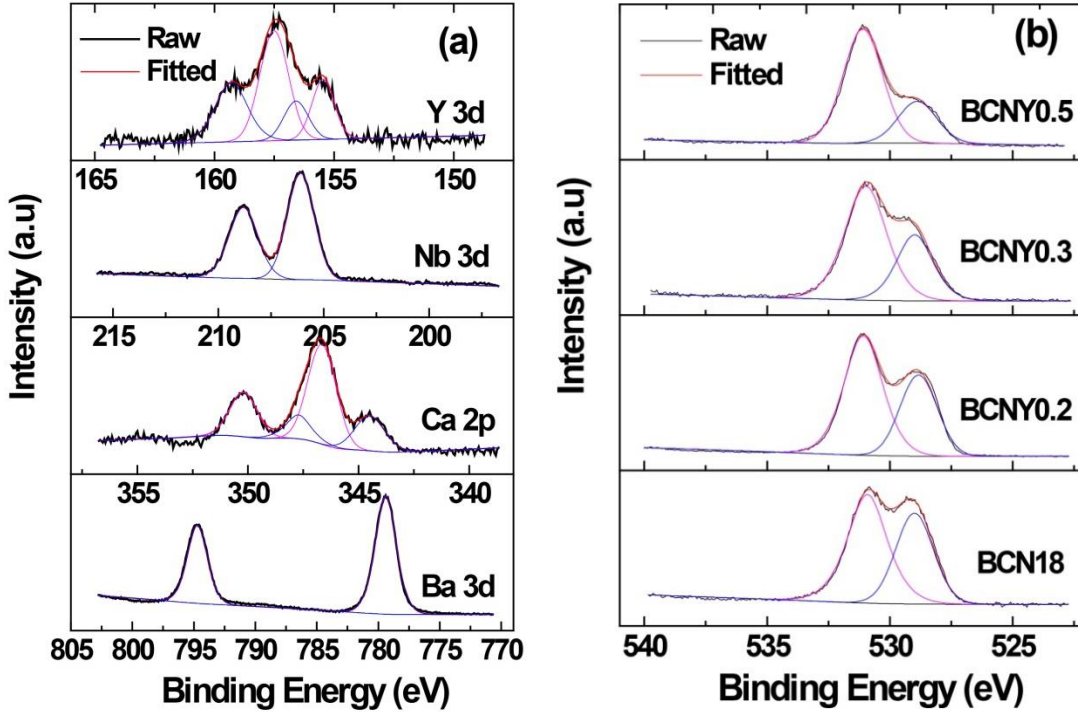 Raw
Fitted
(a)
Y 3d
165 160 155 150
Nb 3d
215 210 205 200
Ca 2p
355 350 345 340
Ba 3d
805 800 795 790 785 780 775 770
Binding Energy (eV)
Intensity (a.u)
Raw
Fitted
(b)
BCNY0.5
BCNY0.3
BCNY0.2
BCN18
540 535 530 525
Binding Energy (eV)
Intensity (a.u)